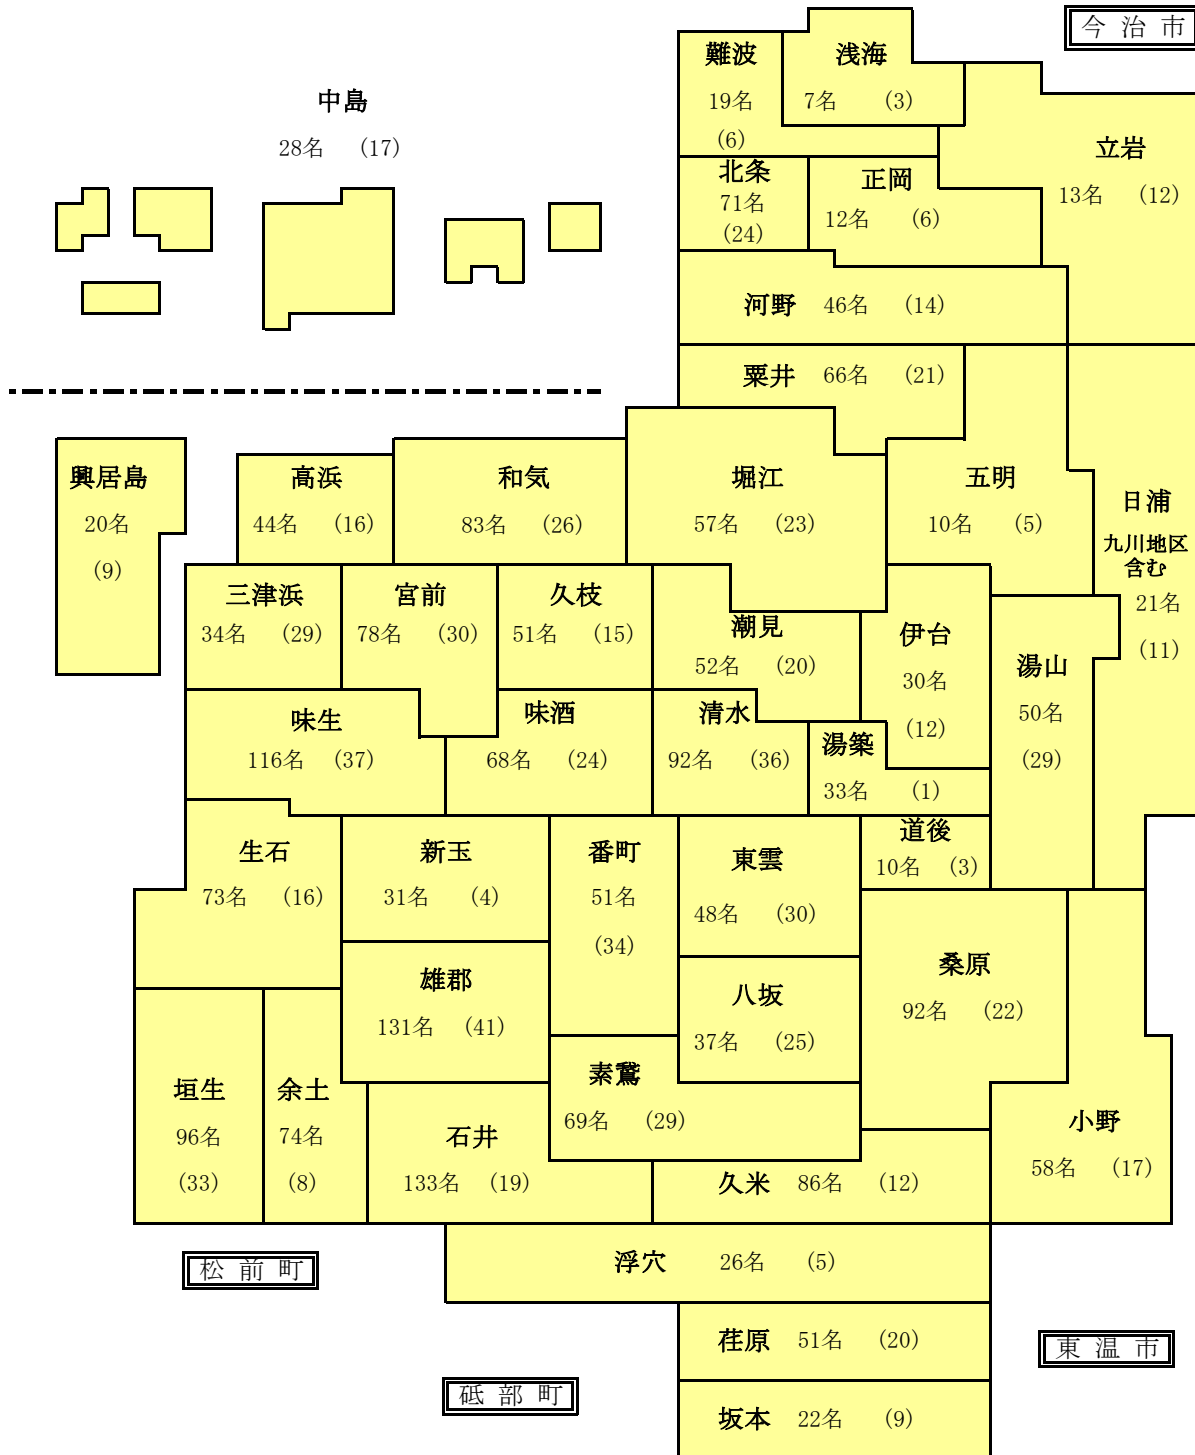 今 治 市
難波
19名
(6)
浅海
7名 (3)
中島
28名 (17)
立岩
13名 (12)
北条
71名
(24)
正岡
12名 (6)
河野 46名 (14)
粟井 66名 (21)
興居島
20名
(9)
高浜
44名 (16)
和気
83名 (26)
堀江
57名 (23)
五明
10名 (5)
日浦
九川地区
含む
21名
(11)
三津浜
34名 (29)
宮前
78名 (30)
久枝
51名 (15)
潮見
52名 (20)
伊台
30名
(12)
湯山
50名
(29)
味生
116名 (37)
味酒
68名 (24)
清水
92名 (36)
湯築
33名 (1)
道後
10名 (3)
生石
73名 (16)
新玉
31名 (4)
番町
51名
(34)
東雲
48名 (30)
桑原
92名 (22)
雄郡
131名 (41)
八坂
37名 (25)
素鵞
69名 (29)
垣生
96名
(33)
余土
74名
(8)
石井
133名 (19)
久米 86名 (12)
小野
58名 (17)
松 前 町
浮穴 26名 (5)
荏原 51名 (20)
東 温 市
砥 部 町
坂本 22名 (9)